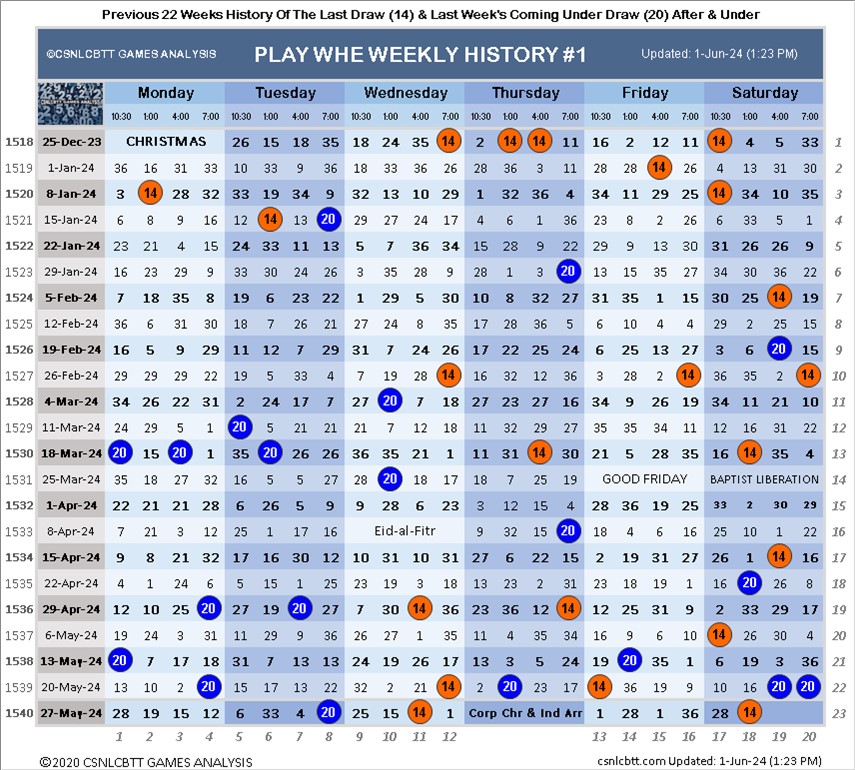 Previous 22 Weeks History Of The Last Draw (14) & Last Week's Coming Under Draw (20) After & Under
©CSNLCBTT GAMES ANALYSIS PLAY WHE WEEKLY HISTORY #1 Updated: 1-Jun-24 (1:23 PM)
CSNLCBTT GAMES ANALYSIS Monday Tuesday Wednesday Thursday Friday Saturday
10:30 1:00 4:00 7:00 10:30 1:00 4:00 7:00 10:30 1:00 4:00 7:00 10:30 1:00 4:00 7:00 10:30 1:00 4:00 7:00 10:30 1:00 4:00 7:00
1518 25-Dec-23 CHRISTMAS 26 15 18 35 18 24 35 14 2 14 14 11 16 2 12 11 14 4 5 33 1
1519 1-Jan-24 36 16 31 33 10 33 9 36 18 33 36 26 28 36 3 11 28 28 14 26 4 13 31 30 2
1520 8-Jan-24 3 14 28 32 33 19 34 9 32 13 10 29 1 32 36 4 34 11 29 25 14 34 10 35 3
1521 15-Jan-24 6 8 9 16 12 14 13 20 29 27 24 17 4 6 1 36 23 8 2 26 6 33 5 1 4
1522 22-Jan-24 23 21 4 15 24 33 11 13 5 7 36 34 15 28 9 22 29 9 13 30 31 26 26 9 5
1523 29-Jan-24 16 23 29 9 33 30 24 26 3 35 28 9 28 1 3 20 13 15 35 27 34 30 36 22 6
1524 5-Feb-24 7 18 35 8 19 6 23 22 1 29 5 30 10 8 32 27 31 35 1 15 30 25 14 19 7
1525 12-Feb-24 36 6 31 30 18 7 26 21 27 24 8 35 17 28 36 5 6 10 4 4 29 2 25 15 8
1526 19-Feb-24 16 5 9 29 11 12 7 29 31 7 24 26 17 22 25 24 6 25 13 27 3 6 20 15 9
1527 26-Feb-24 29 29 29 22 19 5 33 4 7 19 28 14 16 32 12 36 3 28 2 14 36 35 2 14 10
1528 4-Mar-24 34 26 22 31 2 24 17 7 27 20 7 18 27 23 27 16 34 9 26 19 34 11 21 10 11
1529 11-Mar-24 24 29 5 1 20 5 21 21 21 7 12 18 11 32 29 27 35 35 34 11 12 16 31 22 12
1530 18-Mar-24 20 15 20 1 35 20 26 26 36 35 21 1 11 31 14 30 21 5 28 35 16 14 35 4 13
1531 25-Mar-24 35 18 27 32 16 5 5 27 28 20 18 17 18 7 25 19 GOOD FRIDAY BAPTIST LIBERATION 14
1532 1-Apr-24 22 21 21 28 6 26 5 9 9 28 6 23 3 12 15 4 28 36 19 25 33 2 30 29 15
1533 8-Apr-24 7 21 3 12 25 1 17 16 Eid-al-Fitr 9 32 15 20 18 4 6 16 25 10 1 22 16
1534 15-Apr-24 9 8 21 32 17 16 30 12 10 31 10 31 27 6 22 15 2 19 31 27 26 1 14 16 17
1535 22-Apr-24 4 1 24 6 5 15 1 25 23 19 3 18 13 2 2 31 23 18 19 1 16 20 26 8 18
1536 29-Apr-24 12 10 25 20 27 19 20 27 7 30 14 36 23 36 12 14 12 25 31 9 2 33 29 17 19
1537 6-May-24 19 24 3 31 11 29 9 36 26 27 1 35 11 4 35 34 16 9 6 10 14 26 30 4 20
1538 13-May-24 20 7 17 18 31 7 13 13 24 19 26 17 13 3 5 24 19 20 35 1 6 19 3 36 21
1539 20-May-24 13 10 2 20 15 17 13 22 32 2 21 14 2 20 23 17 14 36 19 9 10 16 20 20 22
1540 27-May-24 28 19 15 12 6 33 4 20 25 15 11 1 Corp Chr & Ind Arr 1 28 1 36 28 14 23
1 2 3 4 5 6 7 8 9 10 11 12 13 14 15 16 17 18 19 20
©2020 CSNLCBTT GAMES ANALYSIS csnlcbtt.com Updated: 1-Jun-24 (1:23 PM)